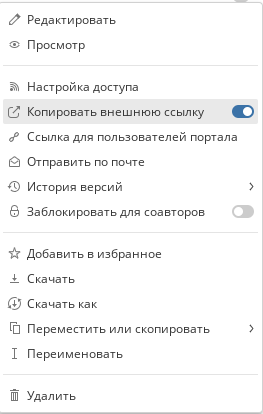 Редактировать
Просмотр
Настройка доступа
Копировать внешнюю ссылку
Ссылка для пользователей портала
Отправить по почте
История версий
Заблокировать для соавторов
Добавить в избранное
Скачать
Скачать как
Переместить или скопировать
Переименовать
Удалить